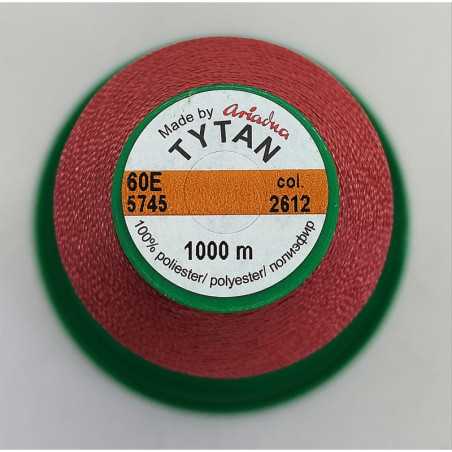 Made by Ariadna
TYTAN
60E col.
5745 2612
1000 m
100% poliester/ polyester/ полиэфир